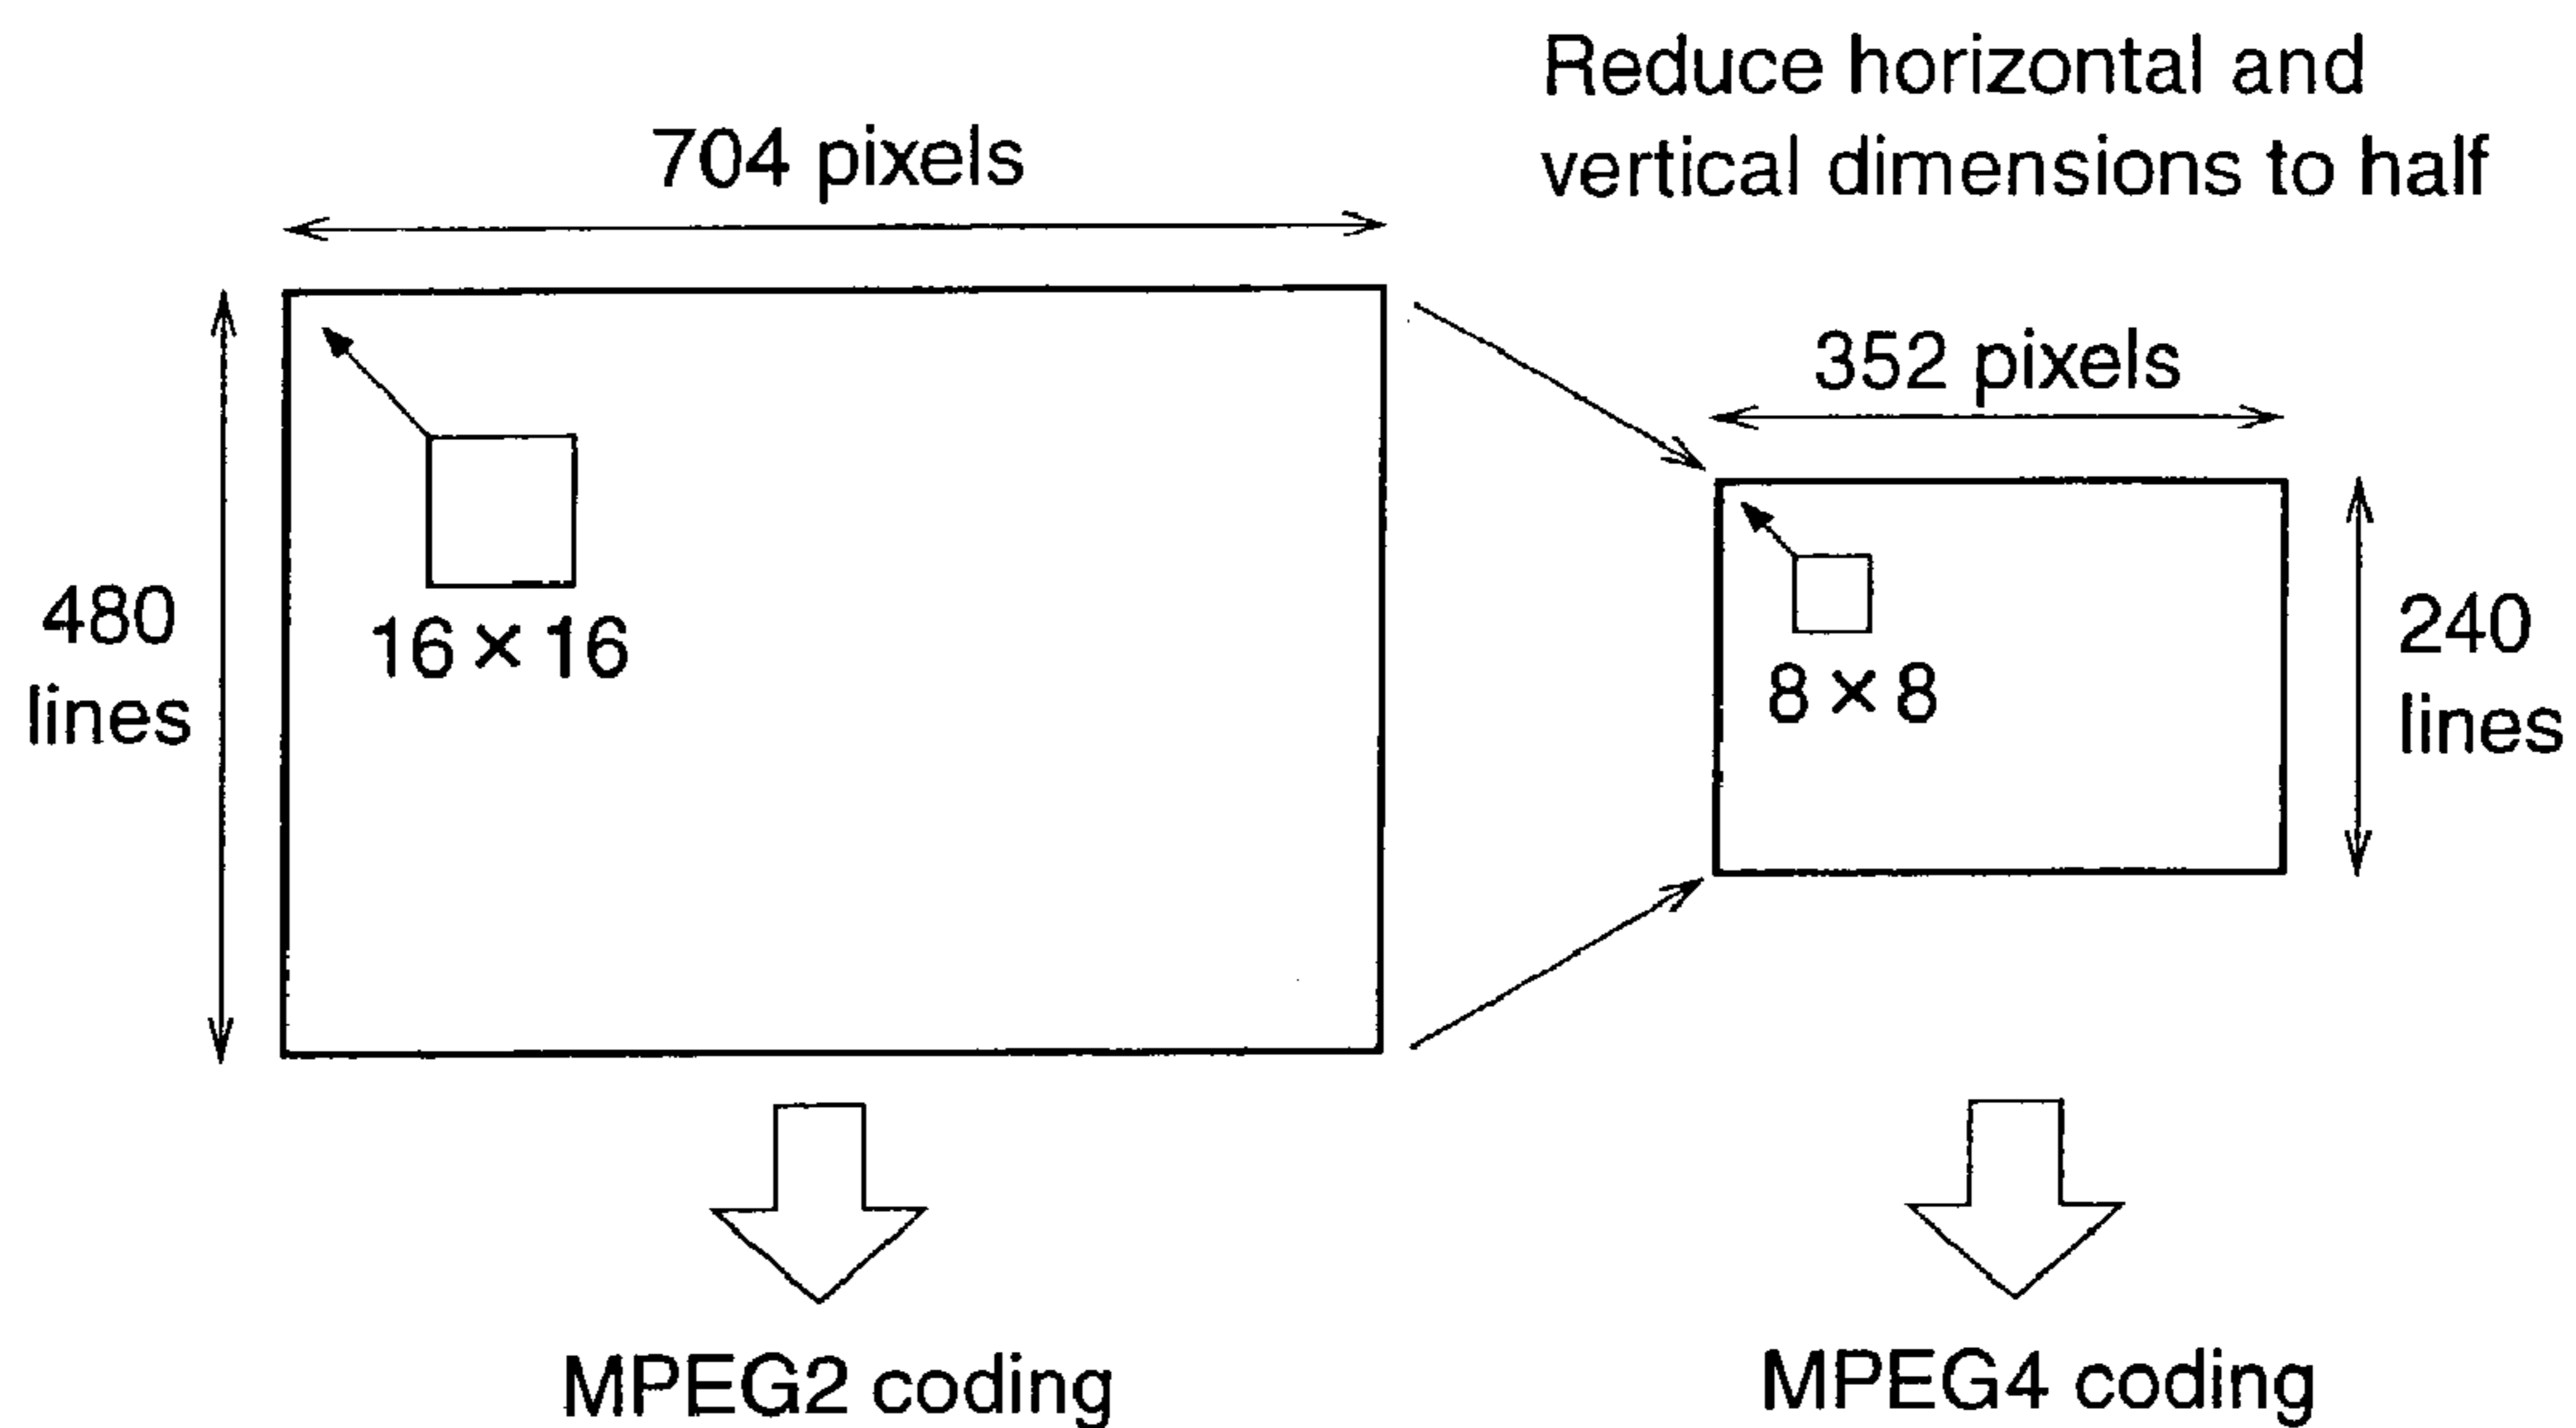 Reduce horizontal and
vertical dimensions to half
704 pixels
352 pixels
480
lines
16 × 16
8 × 8
240
lines
MPEG2 coding
MPEG4 coding